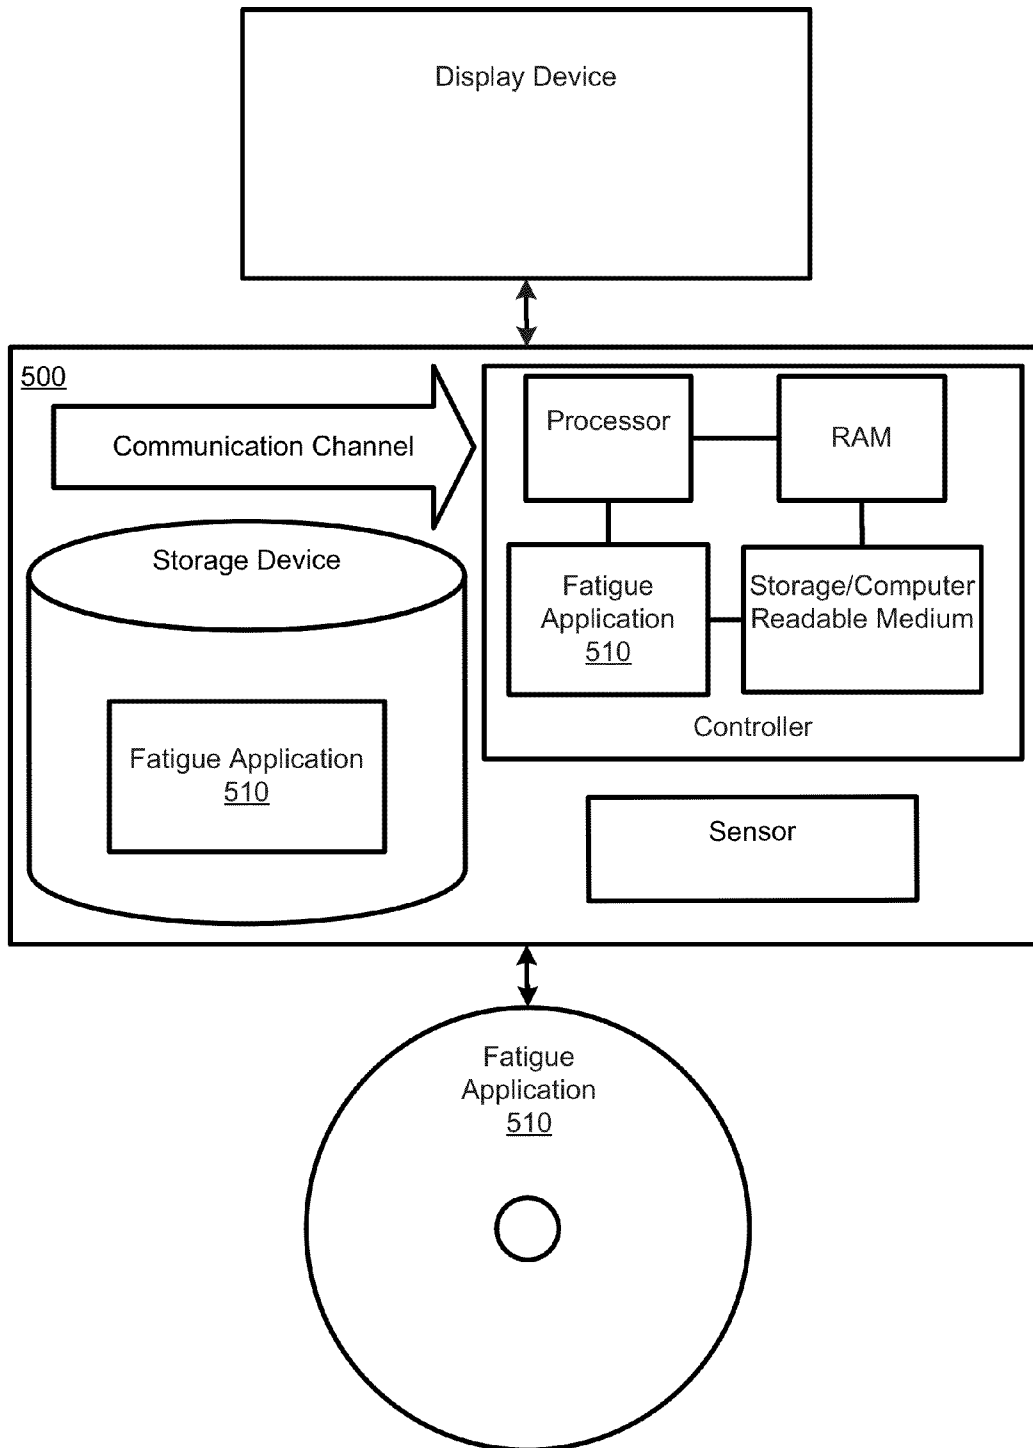 Display Device
500
Communication Channel
Processor
RAM
Storage Device
Fatigue
Application
510
Storage/Computer
Readable Medium
Controller
Fatigue Application
510
Sensor
Fatigue
Application
510